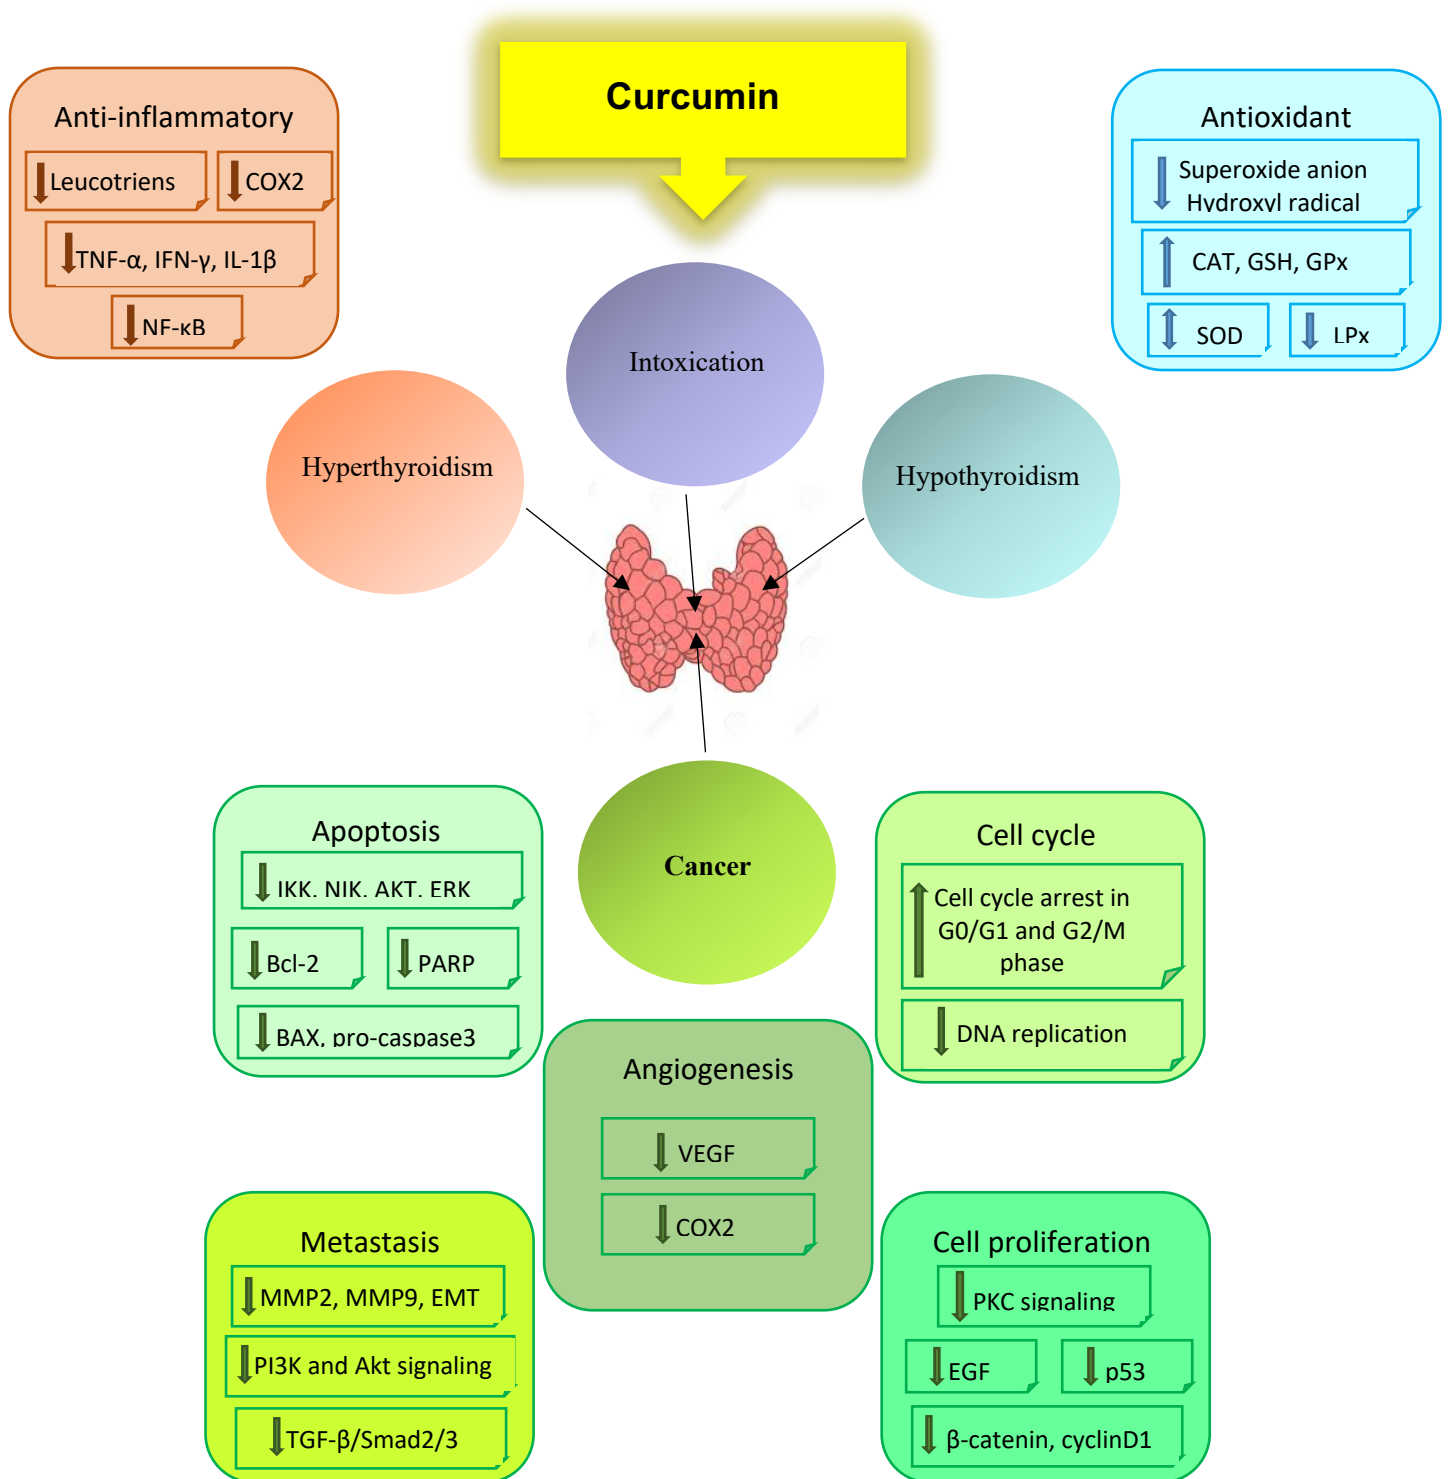 Curcumin
Anti-inflammatory
Leucotriens
COX2
TNF-α, IFN-γ, IL-1β
NF-κB
Antioxidant
Superoxide anion
Hydroxyl radical
CAT, GSH, GPx
SOD
LPx
Intoxication
Hyperthyroidism
Hypothyroidism
Cancer
Apoptosis
IKK, NIK, AKT, ERK
Bcl-2
PARP
BAX, pro-caspase3
Cell cycle
Cell cycle arrest in
G0/G1 and G2/M
phase
DNA replication
Angiogenesis
VEGF
COX2
Metastasis
MMP2, MMP9, EMT
PI3K and Akt signaling
TGF-β/Smad2/3
Cell proliferation
PKC signaling
EGF
p53
β-catenin, cyclinD1